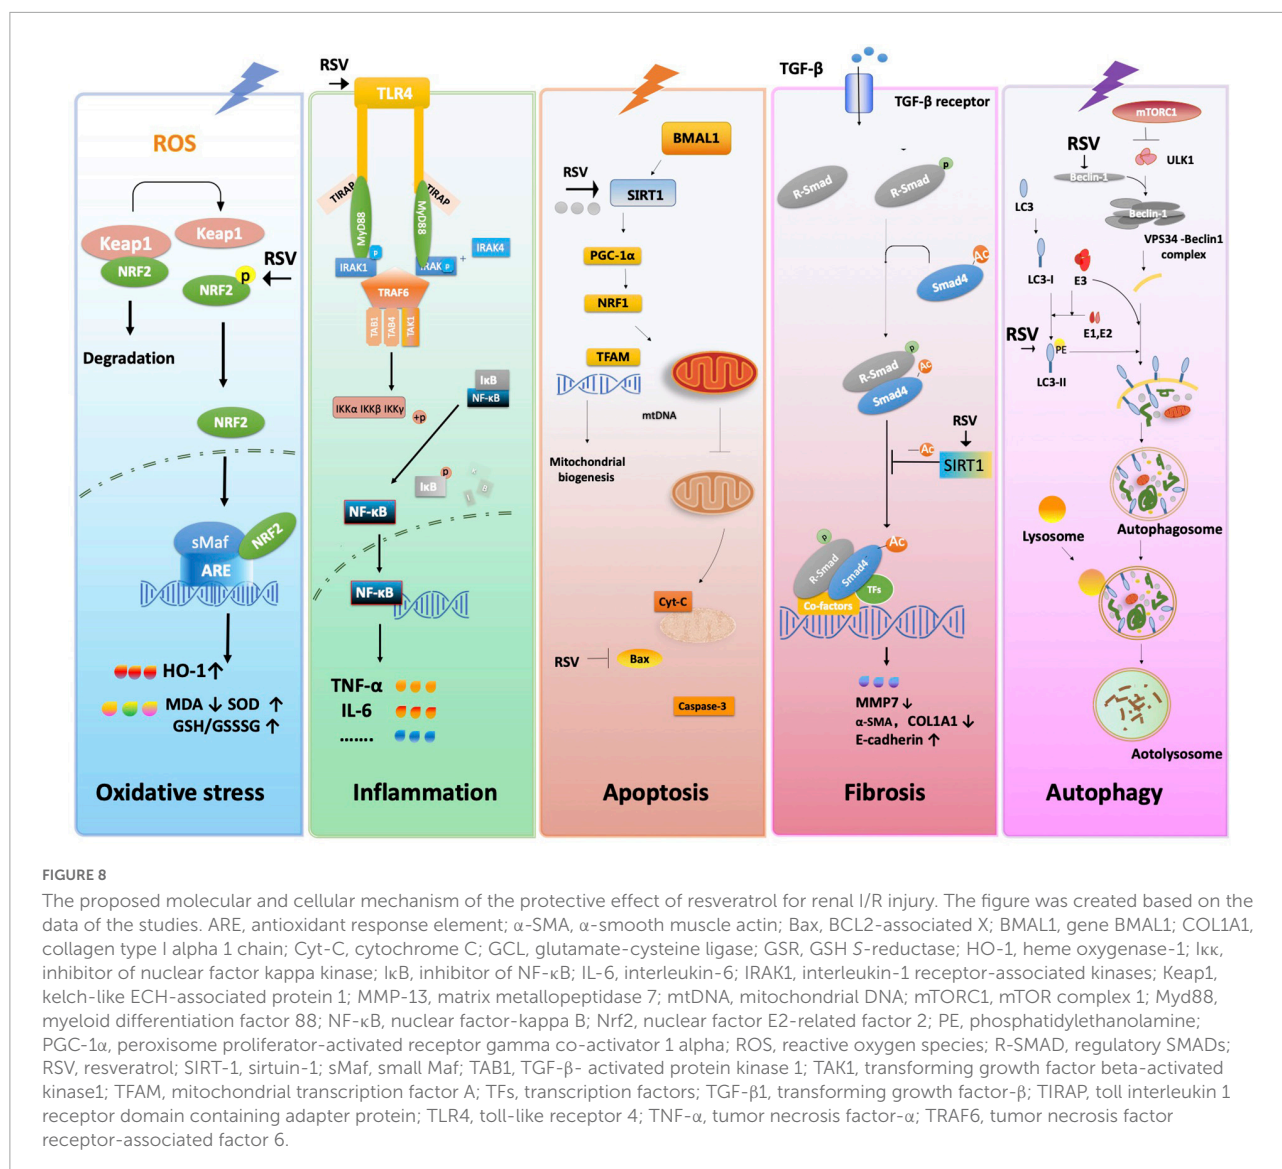 ROS
Keap1
Keap1
NRF2
NRF2
p
RSV
Degradation
NRF2
sMaf
NRF2
ARE
HO-1↑
MDA ↓ SOD ↑
GSH/GSSSG ↑
Oxidative stress
RSV
TLR4
TIRAP
TIRAP
MyD88
MyD88
p
IRAK1
p
+
IRAK4
TRAF6
TAB1
TAB4
TAK1
IKKα IKKβ IKKγ
+p
IκB
NF-κB
p
IκB
NF-κB
NF-κB
TNF-α
IL-6
.......
Inflammation
BMAL1
RSV
SIRT1
PGC-1α
NRF1
TFAM
mtDNA
Mitochondrial
biogenesis
Cyt-C
RSV
Bax
Caspase-3
Apoptosis
TGF-β
TGF-β receptor
R-Smad
p
R-Smad
Ac
Smad4
p
R-Smad
Ac
Smad4
RSV
Ac
SIRT1
p
Ac
R-Smad
Smad4
TFs
Co-factors
MMP7 ↓
α-SMA, COL1A1 ↓
E-cadherin ↑
Fibrosis
mTORC1
RSV
ULK1
Beclin-1
LC3
Beclin-1
VPS34 -Beclin1
complex
LC3-I
E3
E1,E2
RSV
PE
LC3-II
Autophagosome
Lysosome
Aotolysosome
Autophagy
FIGURE 8
The proposed molecular and cellular mechanism of the protective effect of resveratrol for renal I/R injury. The figure was created based on the
data of the studies. ARE, antioxidant response element; α-SMA, α-smooth muscle actin; Bax, BCL2-associated X; BMAL1, gene BMAL1; COL1A1,
collagen type I alpha 1 chain; Cyt-C, cytochrome C; GCL, glutamate-cysteine ligase; GSR, GSH S-reductase; HO-1, heme oxygenase-1; Iκκ,
inhibitor of nuclear factor kappa kinase; IκB, inhibitor of NF-κB; IL-6, interleukin-6; IRAK1, interleukin-1 receptor-associated kinases; Keap1,
kelch-like ECH-associated protein 1; MMP-13, matrix metallopeptidase 7; mtDNA, mitochondrial DNA; mTORC1, mTOR complex 1; Myd88,
myeloid differentiation factor 88; NF-κB, nuclear factor-kappa B; Nrf2, nuclear factor E2-related factor 2; PE, phosphatidylethanolamine;
PGC-1α, peroxisome proliferator-activated receptor gamma co-activator 1 alpha; ROS, reactive oxygen species; R-SMAD, regulatory SMADs;
RSV, resveratrol; SIRT-1, sirtuin-1; sMaf, small Maf; TAB1, TGF-β- activated protein kinase 1; TAK1, transforming growth factor beta-activated
kinase1; TFAM, mitochondrial transcription factor A; TFs, transcription factors; TGF-β1, transforming growth factor-β; TIRAP, toll interleukin 1
receptor domain containing adapter protein; TLR4, toll-like receptor 4; TNF-α, tumor necrosis factor-α; TRAF6, tumor necrosis factor
receptor-associated factor 6.